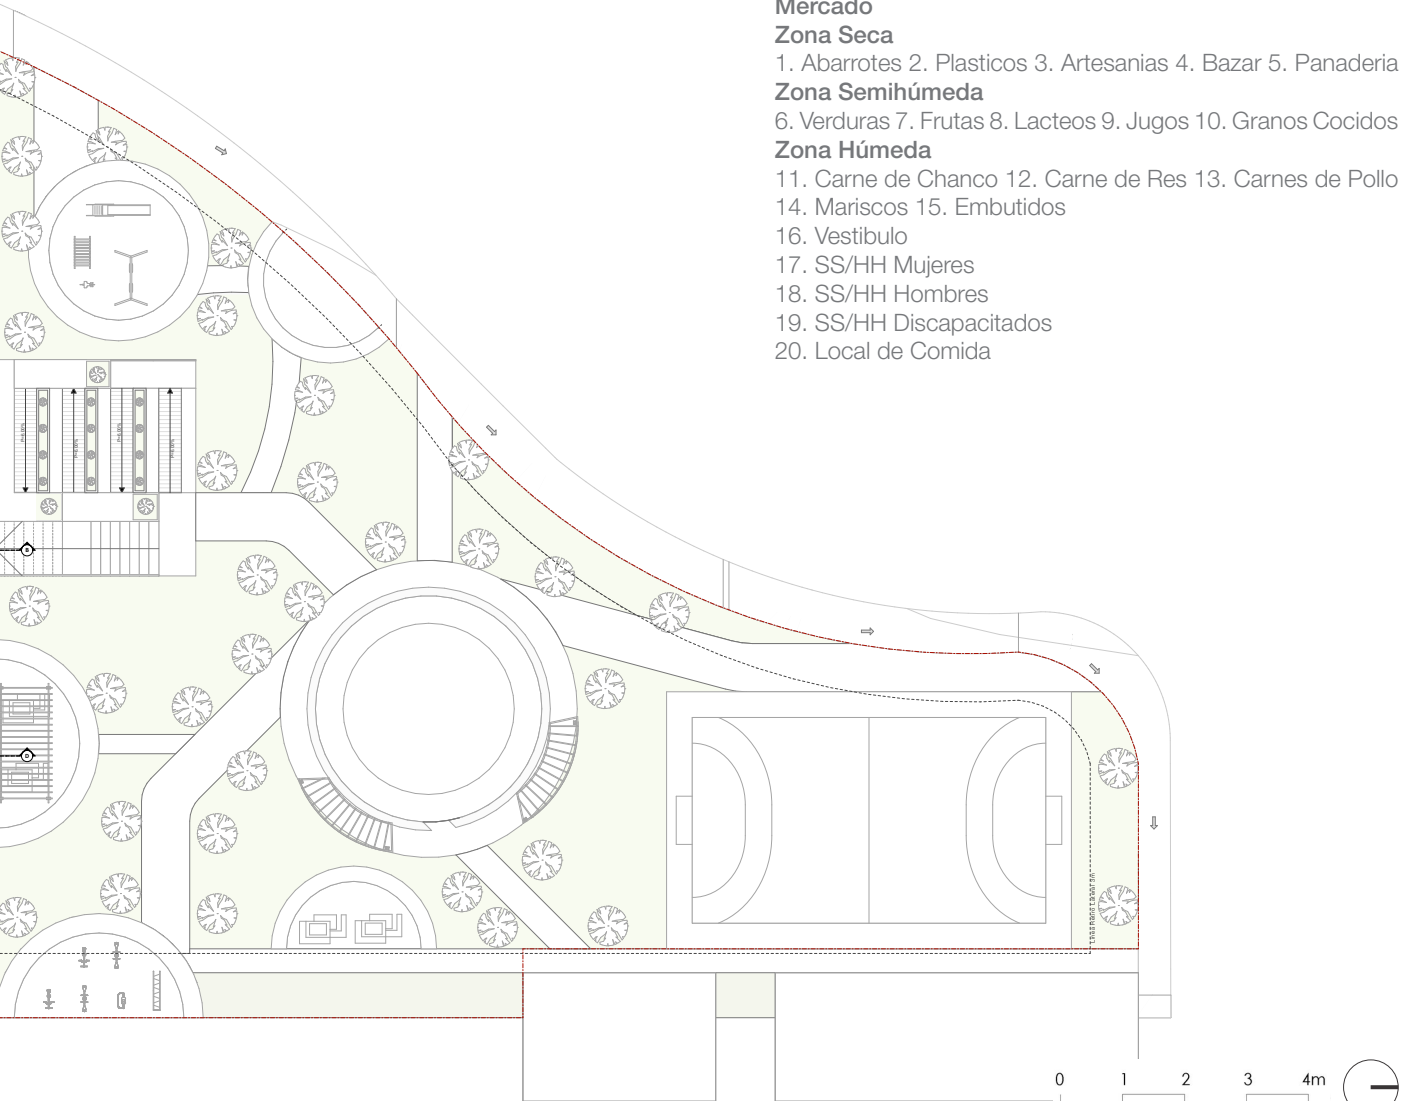 Mercado
Zona Seca
1. Abarrotes 2. Plasticos 3. Artesanias 4. Bazar 5. Panaderia
Zona Semihúmeda
6. Verduras 7. Frutas 8. Lacteos 9. Jugos 10. Granos Cocidos
Zona Húmeda
11. Carne de Chanco 12. Carne de Res 13. Carnes de Pollo
14. Mariscos 15. Embutidos
16. Vestibulo
17. SS/HH Mujeres
18. SS/HH Hombres
19. SS/HH Discapacitados
20. Local de Comida
0 1 2 3 4m